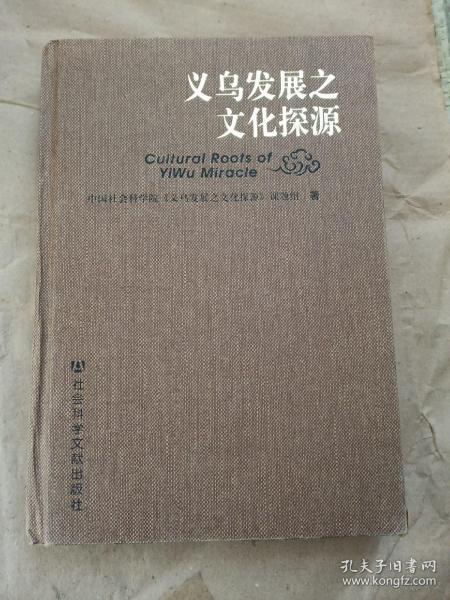 义乌发展之
文化探源
Cultural Roots of
YiWu Miracle
中国社会科学院《义乌发展之文化探源》课题组 著
社会科学文献出版社
孔夫子旧书网
www.kongfz.com